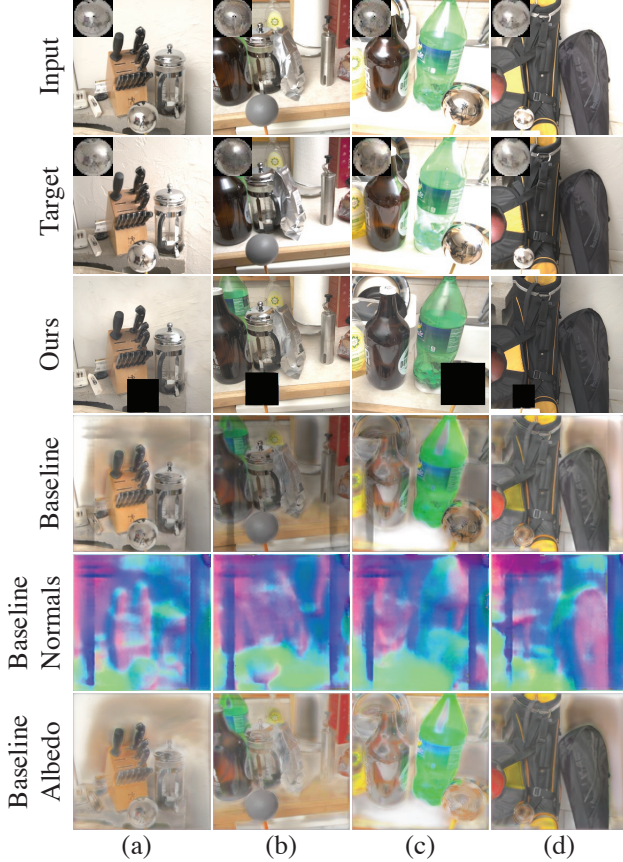 Input
Target
Ours
Baseline
Baseline
Normals
Baseline
Albedo
(a)
(b)
(c)
(d)